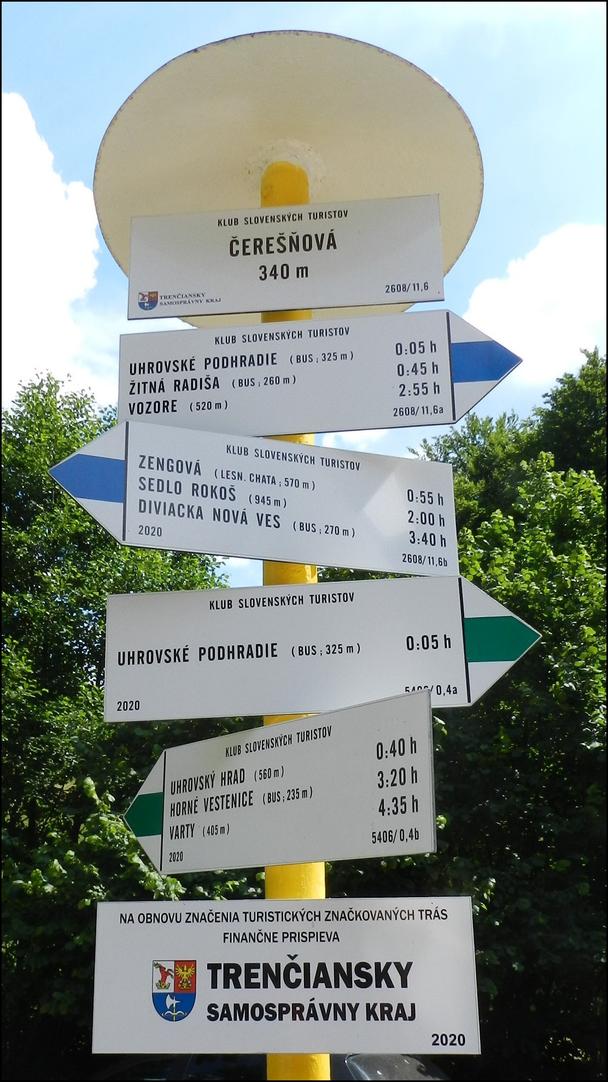 KLUB SLOVENSKÝCH TURISTOV
ČEREŠŇOVÁ
340 m
TRENČIANSKY
SAMOSPRÁVNY KRAJ
2608/11,6
KLUB SLOVENSKÝCH TURISTOV
UHROVSKÉ PODHRADIE (BUS; 325 m) 0:05 h
ŽITNÁ RADIŠA (BUS; 260 m) 0:45 h
VOZORE (520 m) 2:55 h
2608/11,6a
KLUB SLOVENSKÝCH TURISTOV
ZENGOVÁ (LESN. CHATA; 570 m) 0:55 h
SEDLO ROKOŠ (945 m) 2:00 h
DIVIACKA NOVÁ VES (BUS; 270 m) 3:40 h
2020 2608/11,6b
KLUB SLOVENSKÝCH TURISTOV
UHROVSKÉ PODHRADIE (BUS; 325 m) 0:05 h
2020 5406/0,4a
KLUB SLOVENSKÝCH TURISTOV
UHROVSKÝ HRAD (560 m) 0:40 h
HORNÉ VESTENICE (BUS; 235 m) 3:20 h
VARTY (405 m) 4:35 h
2020 5406/0,4b
NA OBNOVU ZNAČENIA TURISTICKÝCH ZNAČKOVANÝCH TRÁS
FINANČNE PRISPIEVA
TRENČIANSKY
SAMOSPRÁVNY KRAJ
2020